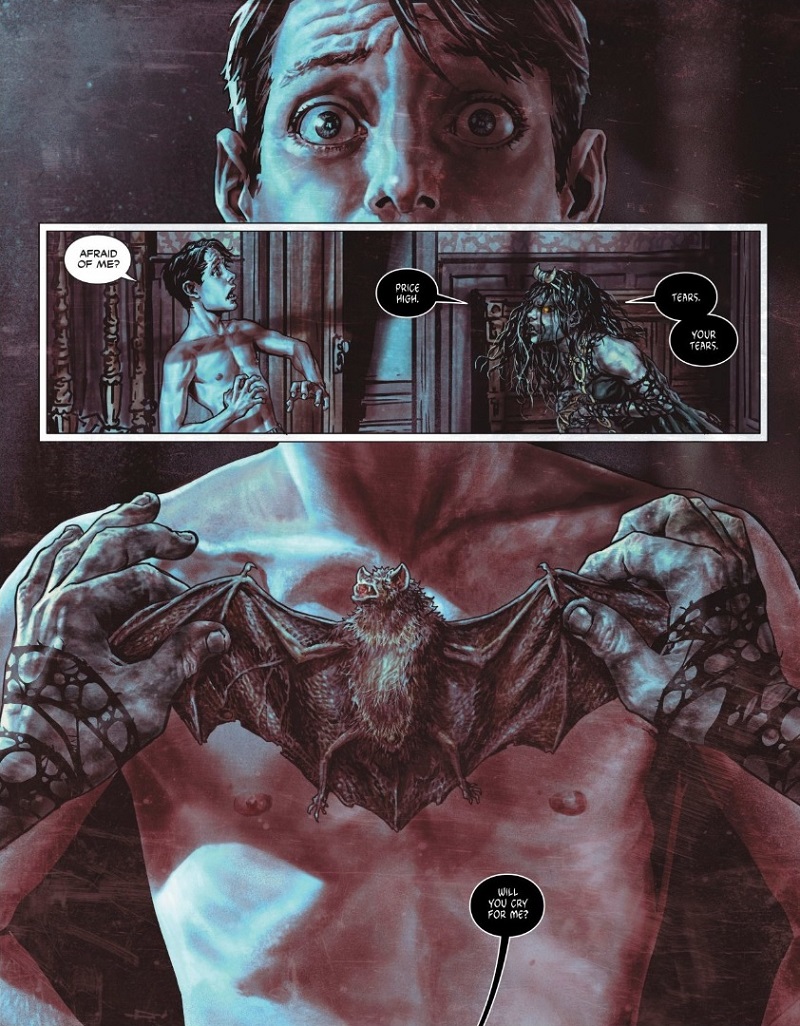 AFRAID
OF ME?
PRICE
HIGH.
TEARS.
YOUR
TEARS.
WILL
YOU CRY
FOR ME?